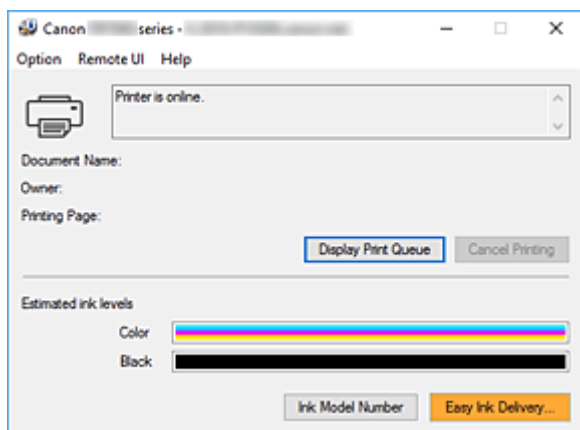 Canon series -
Option Remote UI Help
Printer is online.
Document Name:
Owner:
Printing Page:
Display Print Queue Cancel Printing
Estimated ink levels
Color
Black
Ink Model Number Easy Ink Delivery...